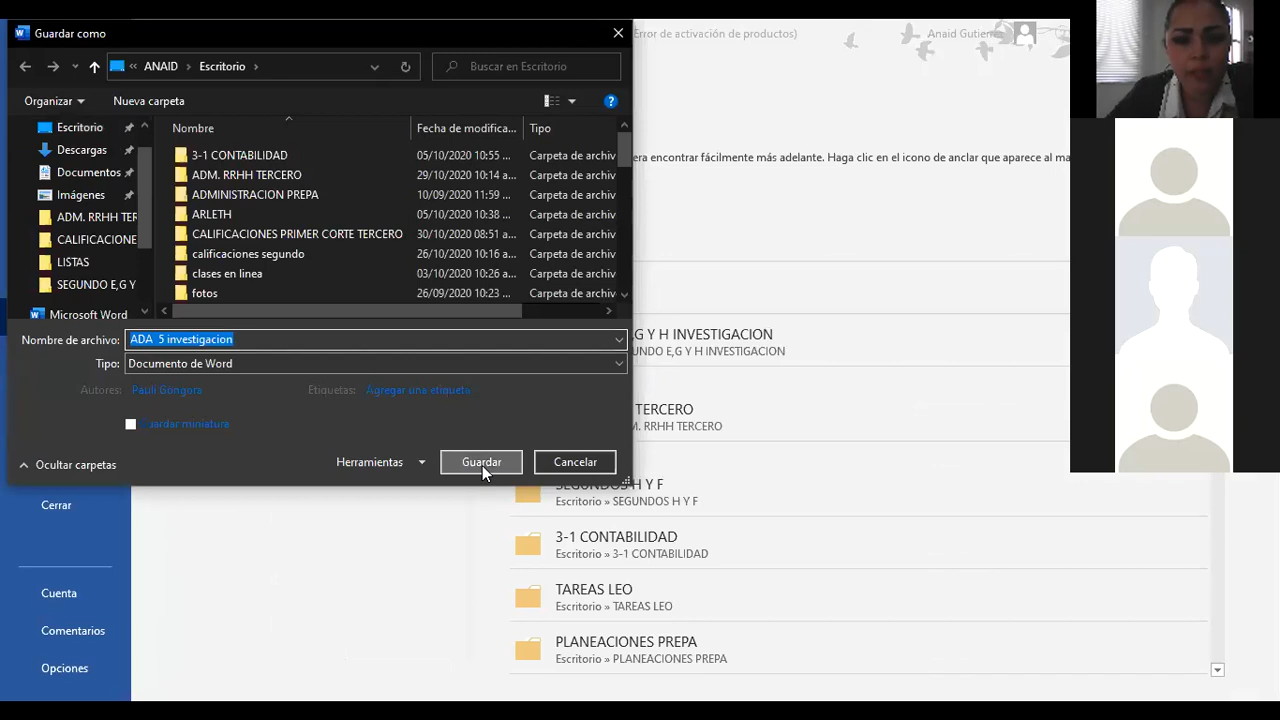 Guardar como
Error de activación de productos)
Anaid Gutierre
ANAID
Escritorio
Buscar en Escritorio
Organizar
Nueva carpeta
Nombre
Fecha de modifica...
Tipo
Escritorio
Descargas
Documentos
Imágenes
ADM. RRHH TER
CALIFICACIONE
LISTAS
SEGUNDO E,G Y
Microsoft Word
3-1 CONTABILIDAD 05/10/2020 10:55 ... Carpeta de archiv
ADM. RRHH TERCERO 29/10/2020 10:14 a... Carpeta de archiv
ADMINISTRACION PREPA 10/09/2020 11:59 ... Carpeta de archiv
ARLETH 05/10/2020 10:38 ... Carpeta de archiv
CALIFICACIONES PRIMER CORTE TERCERO 30/10/2020 08:51 a... Carpeta de archiv
calificaciones segundo 26/10/2020 10:16 a... Carpeta de archiv
clases en linea 03/10/2020 10:26 a... Carpeta de archiv
fotos 26/09/2020 10:23 ... Carpeta de archiv
era encontrar fácilmente más adelante. Haga clic en el icono de anclar que aparece al ma
Nombre de archivo: ADA 5 investigacion
Tipo: Documento de Word
Autores: Pauli Gongora
Etiquetas: Agregar una etiqueta
Guardar miniatura
Ocultar carpetas
Herramientas
Guardar
Cancelar
,G Y H INVESTIGACION
UNDO E,G Y H INVESTIGACION
TERCERO
M. RRHH TERCERO
SEGUNDOS H Y F
Escritorio » SEGUNDOS H Y F
3-1 CONTABILIDAD
Escritorio » 3-1 CONTABILIDAD
TAREAS LEO
Escritorio » TAREAS LEO
PLANEACIONES PREPA
Escritorio » PLANEACIONES PREPA
Cerrar
Cuenta
Comentarios
Opciones